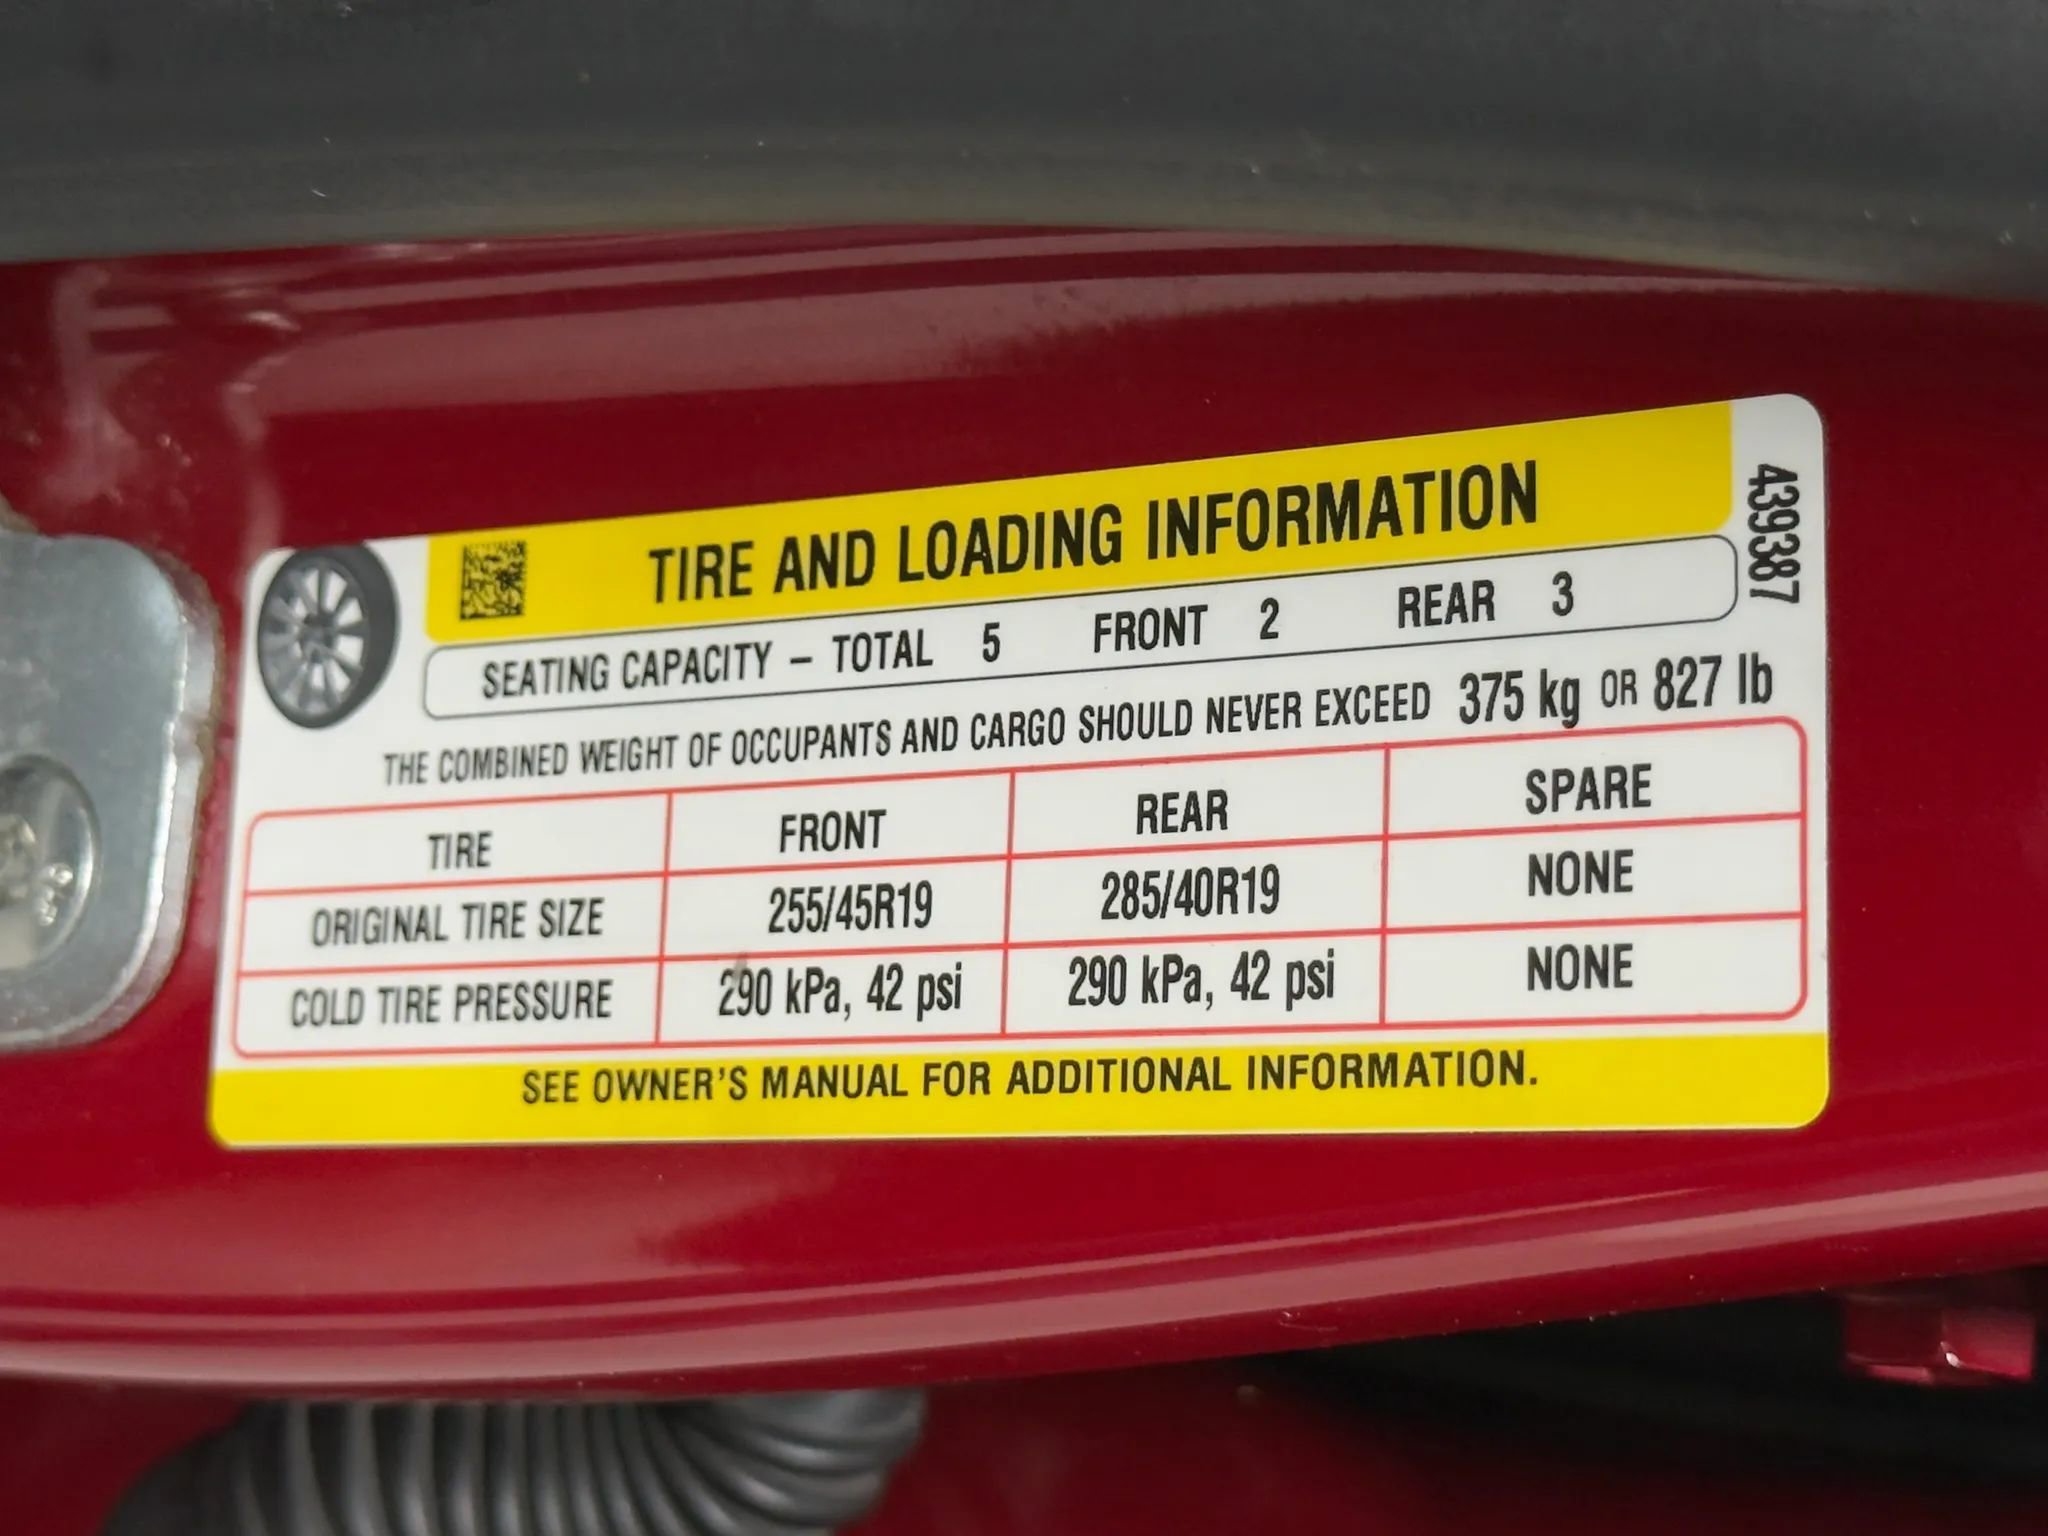 TIRE AND LOADING INFORMATION
439387
SEATING CAPACITY – TOTAL 5 FRONT 2 REAR 3
THE COMBINED WEIGHT OF OCCUPANTS AND CARGO SHOULD NEVER EXCEED 375 kg OR 827 lb
TIRE FRONT REAR SPARE
ORIGINAL TIRE SIZE 255/45R19 285/40R19 NONE
COLD TIRE PRESSURE 290 kPa, 42 psi 290 kPa, 42 psi NONE
SEE OWNER'S MANUAL FOR ADDITIONAL INFORMATION.